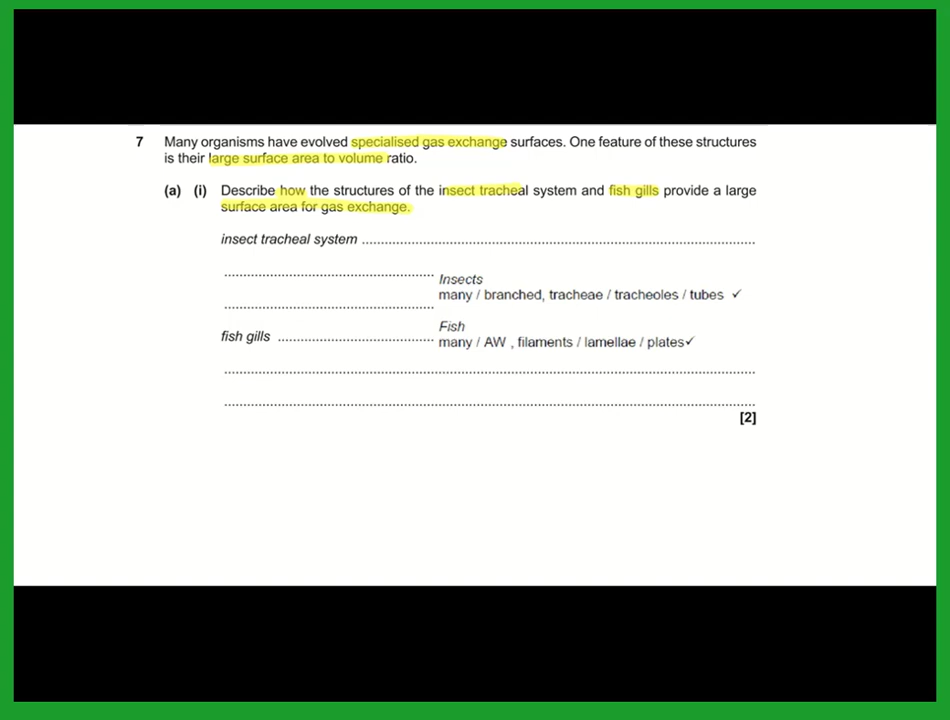 7 Many organisms have evolved specialised gas exchange surfaces. One feature of these structures
is their large surface area to volume ratio.
(a) (i) Describe how the structures of the insect tracheal system and fish gills provide a large
surface area for gas exchange.
insect tracheal system ........................................................................................................
......................................................
Insects
many / branched, tracheae / tracheoles / tubes ✓
......................................................
Fish
fish gills ........................................ many / AW , filaments / lamellae / plates✓
.......................................................................................................................................
.......................................................................................................................................
[2]